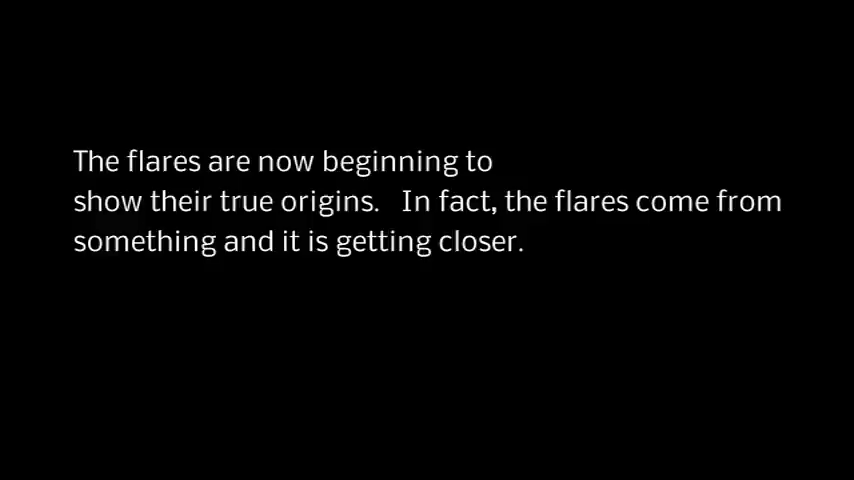 The flares are now beginning to
show their true origins.   In fact, the flares come from
something and it is getting closer.